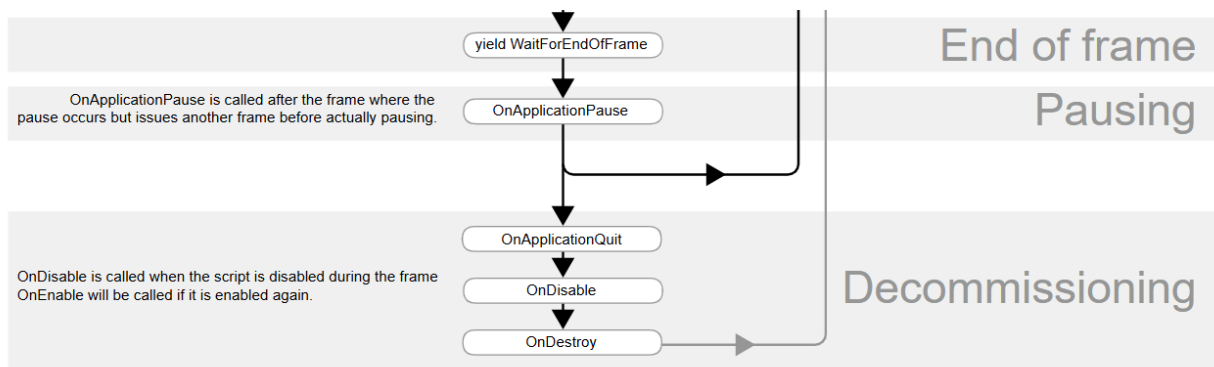 yield WaitForEndOfFrame
End of frame
OnApplicationPause is called after the frame where the
pause occurs but issues another frame before actually pausing.
OnApplicationPause
Pausing
OnApplicationQuit
OnDisable is called when the script is disabled during the frame
OnEnable will be called if it is enabled again.
OnDisable
Decommissioning
OnDestroy